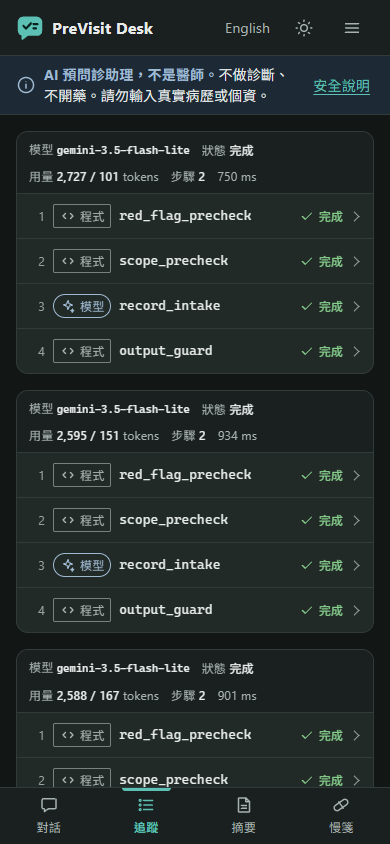 PreVisit Desk English
AI 預問診助理，不是醫師。不做診斷、
不開藥。請勿輸入真實病歷或個資。
安全說明
模型 gemini-3.5-flash-lite 狀態 完成
用量 2,727 / 101 tokens 步驟 2 750 ms
1 程式 red_flag_precheck 完成
2 程式 scope_precheck 完成
3 模型 record_intake 完成
4 程式 output_guard 完成
模型 gemini-3.5-flash-lite 狀態 完成
用量 2,595 / 151 tokens 步驟 2 934 ms
1 程式 red_flag_precheck 完成
2 程式 scope_precheck 完成
3 模型 record_intake 完成
4 程式 output_guard 完成
模型 gemini-3.5-flash-lite 狀態 完成
用量 2,588 / 167 tokens 步驟 2 901 ms
1 程式 red_flag_precheck 完成
2 程式 scope_precheck 完成
對話 追蹤 摘要 慢箋